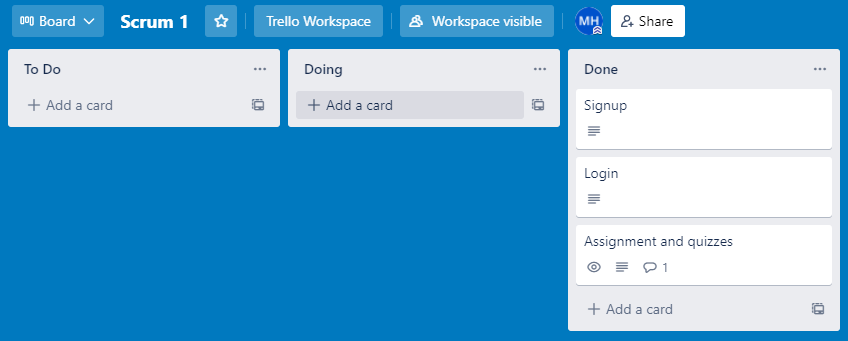 Board
Scrum 1
Trello Workspace
Workspace visible
MH
Share
To Do
+ Add a card
Doing
+ Add a card
Done
Signup
Login
Assignment and quizzes
1
+ Add a card